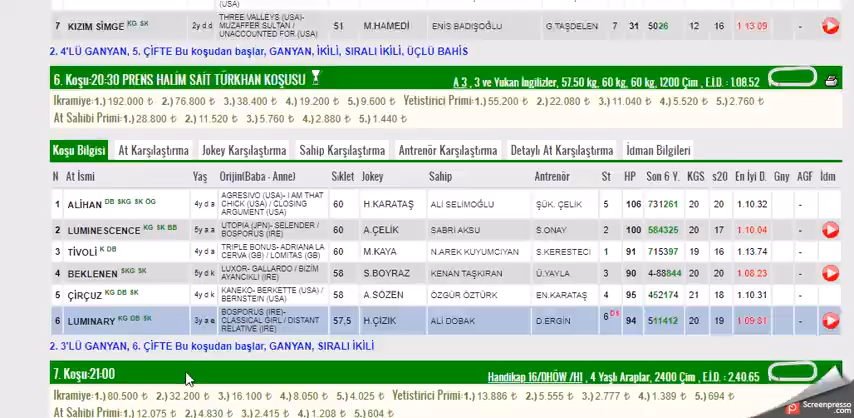 7 KIZIM SİMGE KG SK 2y d d THREE VALLEYS (USA)- MUZAFFER SULTAN / UNACCOUNTED FOR (USA) 51 M.HAMEDİ ENİS BADIŞOĞLU G.TAŞDELEN 7 31 5026 12 16 1.13.09
2. 4'LÜ GANYAN, 5. ÇİFTE Bu koşudan başlar, GANYAN, İKİLİ, SIRALI İKİLİ, ÜÇLÜ BAHİS
6. Koşu:20:30 PRENS HALİM SAİT TÜRKHAN KOŞUSU A 3 , 3 ve Yukarı İngilizler, 57.50 kg, 60 kg, 60 kg, 1200 Çim , E.İ.D. : 1.08.52
İkramiye:1.) 192.000 ₺ 2.) 76.800 ₺ 3.) 38.400 ₺ 4.) 19.200 ₺ 5.) 9.600 ₺ Yetistirici Primi:1.) 55.200 ₺ 2.) 22.080 ₺ 3.) 11.040 ₺ 4.) 5.520 ₺ 5.) 2.760 ₺
At Sahibi Primi:1.) 28.800 ₺ 2.) 11.520 ₺ 3.) 5.760 ₺ 4.) 2.880 ₺ 5.) 1.440 ₺
Koşu Bilgisi At Karşılaştırma Jokey Karşılaştırma Sahip Karşılaştırma Antrenör Karşılaştırma Detaylı At Karşılaştırma İdman Bilgileri
N At İsmi Yaş Orijin(Baba - Anne) Sıklet Jokey Sahip Antrenör St HP Son 6 Y. KGS s20 En İyi D. Gny AGF İdm
1 ALİHAN DB SKG SK ÖG 4y d a AGRESIVO (USA)- I AM THAT CHICK (USA) / CLOSING ARGUMENT (USA) 60 H.KARATAŞ ALİ SELİMOĞLU ŞÜK. ÇELİK 5 106 731261 20 20 1.10.32 -
2 LUMINESCENCE KG SK BB 5y a a UTOPIA (JPN)- SELENDER / BOSPORUS (IRE) 60 A.ÇELİK SABRİ AKSU S.ONAY 2 100 584325 20 17 1.10.04 -
3 TİVOLİ K DB 4y d a TRIPLE BONUS- ADRIANA LA CERVA (GB) / LOMITAS (GB) 60 M.KAYA N.AREK KUYUMCIYAN S.KERESTECİ 1 91 715397 19 16 1.13.74 -
4 BEKLENEN SKG SK 5y d k LUXOR- GALLARDO / BİZİM AYANCIKLI (IRE) 58 S.BOYRAZ KENAN TAŞKIRAN Ü.YAYLA 3 90 4-88844 20 20 1.08.23 -
5 ÇİRÇUZ KG DB SK 4y d k KANEKO- BERKETTE (USA) / BERNSTEIN (USA) 58 A.SÖZEN ÖZGÜR ÖZTÜRK EN.KARATAŞ 4 95 452174 21 18 1.10.31 -
6 LUMINARY KG DB SK 3y a e BOSPORUS (IRE)- CLASSICAL GIRL / DISTANT RELATIVE (IRE) 57,5 H.ÇİZİK ALİ DOBAK D.ERGİN 6 DS 94 511412 20 19 1.09.81 -
2. 3'LÜ GANYAN, 6. ÇİFTE Bu koşudan başlar, GANYAN, SIRALI İKİLİ
7. Koşu:21:00 Handikap 16/DHÖW /H1 , 4 Yaşlı Araplar, 2400 Çim , E.İ.D. : 2.40.65
İkramiye:1.) 80.500 ₺ 2.) 32.200 ₺ 3.) 16.100 ₺ 4.) 8.050 ₺ 5.) 4.025 ₺ Yetistirici Primi:1.) 13.886 ₺ 2.) 5.555 ₺ 3.) 2.777 ₺ 4.) 1.389 ₺ 5.) 694 ₺
At Sahibi Primi:1.) 12.075 ₺ 2.) 4.830 ₺ 3.) 2.415 ₺ 4.) 1.208 ₺ 5.) 604 ₺
Screenpresso.com